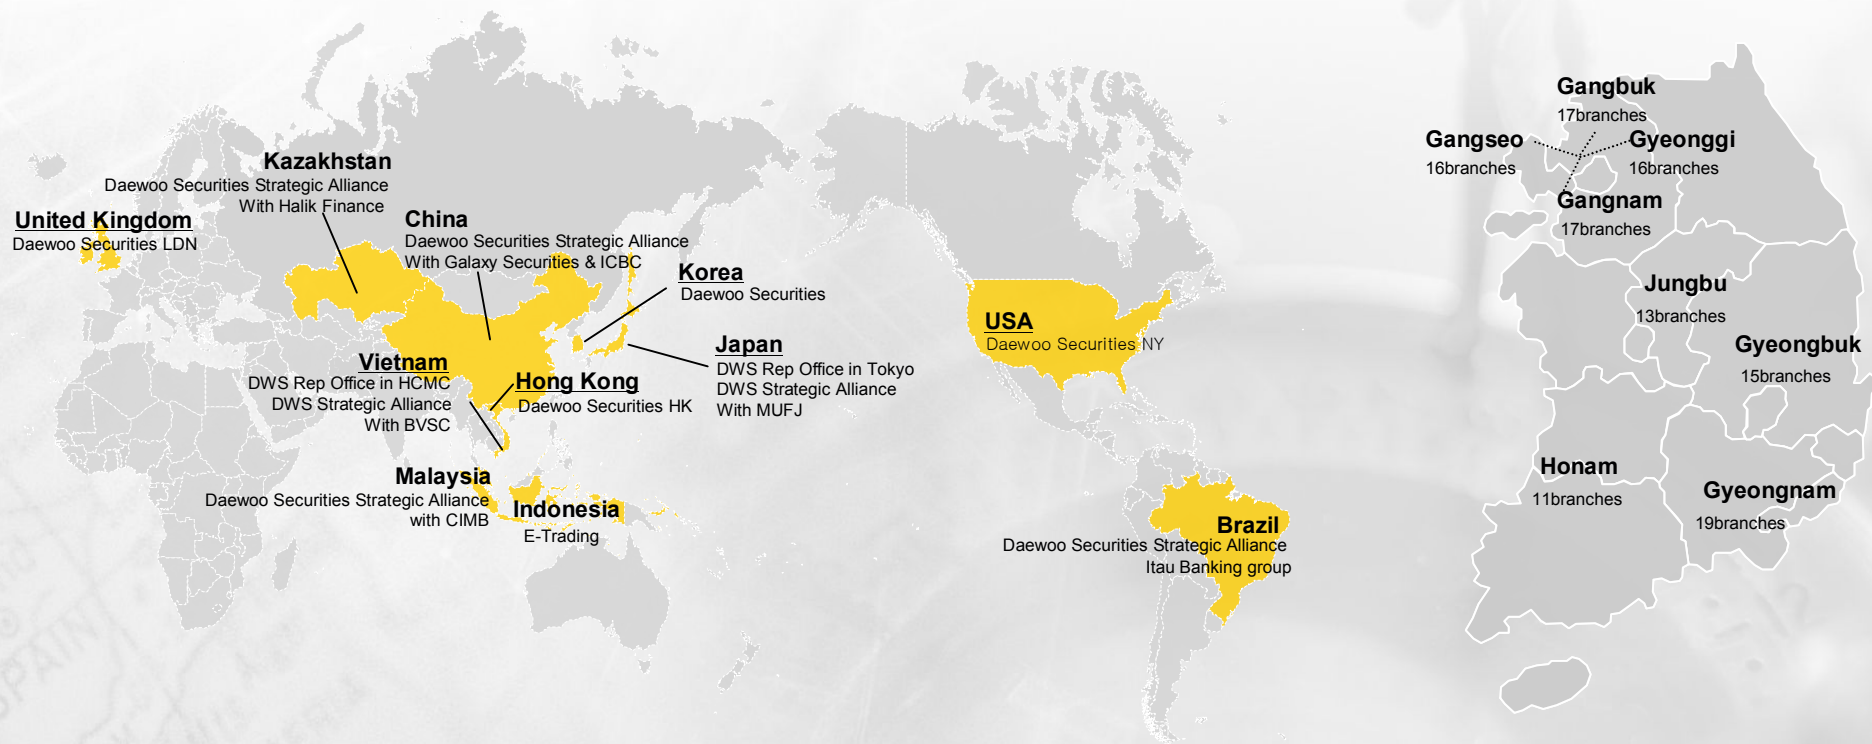 Kazakhstan
Daewoo Securities Strategic Alliance
With Halik Finance
United Kingdom
Daewoo Securities LDN
China
Daewoo Securities Strategic Alliance
With Galaxy Securities & ICBC
Korea
Daewoo Securities
Japan
DWS Rep Office in Tokyo
DWS Strategic Alliance
With MUFJ
Vietnam
DWS Rep Office in HCMC
DWS Strategic Alliance
With BVSC
Hong Kong
Daewoo Securities HK
Malaysia
Daewoo Securities Strategic Alliance
with CIMB
Indonesia
E-Trading
USA
Daewoo Securities NY
Brazil
Daewoo Securities Strategic Alliance
Itau Banking group
Gangbuk
17branches
Gangseo
16branches
Gyeonggi
16branches
Gangnam
17branches
Jungbu
13branches
Gyeongbuk
15branches
Honam
11branches
Gyeongnam
19branches
SPAIN